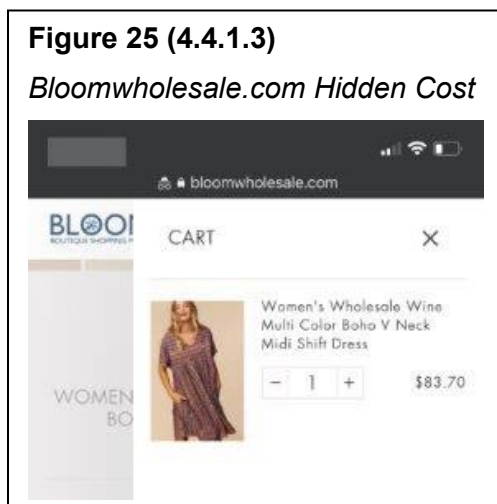 Figure 25 (4.4.1.3)
Bloomwholesale.com Hidden Cost
bloomwholesale.com
BLOO
CART
Women's Wholesale Wine
Multi Color Boho V Neck
Midi Shift Dress
− 1 + $83.70
WOMEN
BO